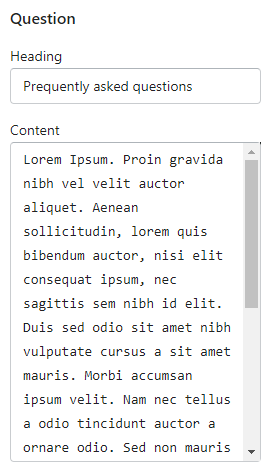 Question
Heading
Prequently asked questions
Content
Lorem Ipsum. Proin gravida
nibh vel velit auctor
aliquet. Aenean
sollicitudin, lorem quis
bibendum auctor, nisi elit
consequat ipsum, nec
sagittis sem nibh id elit.
Duis sed odio sit amet nibh
vulputate cursus a sit amet
mauris. Morbi accumsan
ipsum velit. Nam nec tellus
a odio tincidunt auctor a
ornare odio. Sed non mauris